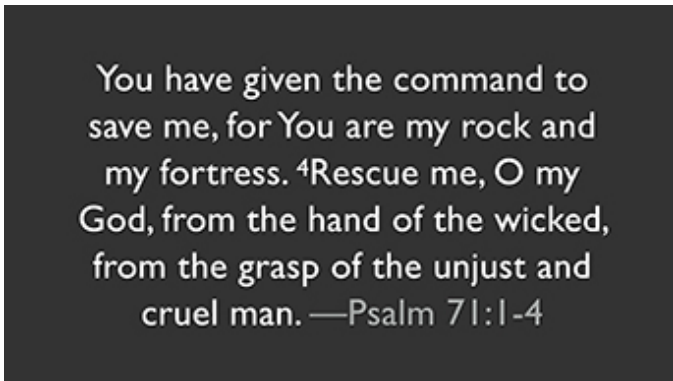 You have given the command to
save me, for You are my rock and
my fortress. ⁴Rescue me, O my
God, from the hand of the wicked,
from the grasp of the unjust and
cruel man. —Psalm 71:1-4